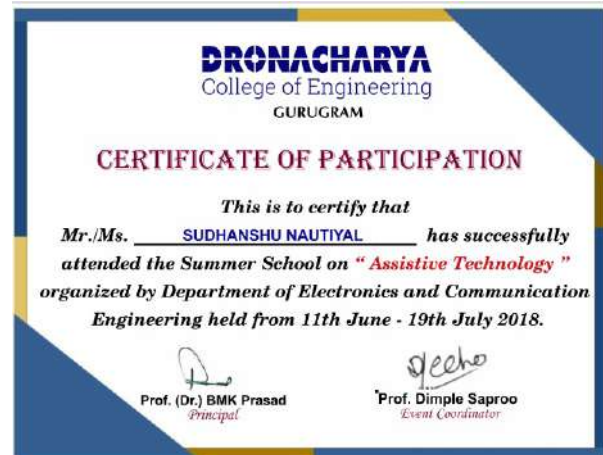 DRONACHARYA
College of Engineering
GURUGRAM
CERTIFICATE OF PARTICIPATION
This is to certify that
Mr./Ms. SUDHANSHU NAUTIYAL has successfully
attended the Summer School on “ Assistive Technology ”
organized by Department of Electronics and Communication
Engineering held from 11th June - 19th July 2018.
Prof. (Dr.) BMK Prasad
Principal
Prof. Dimple Saproo
Event Coordinator